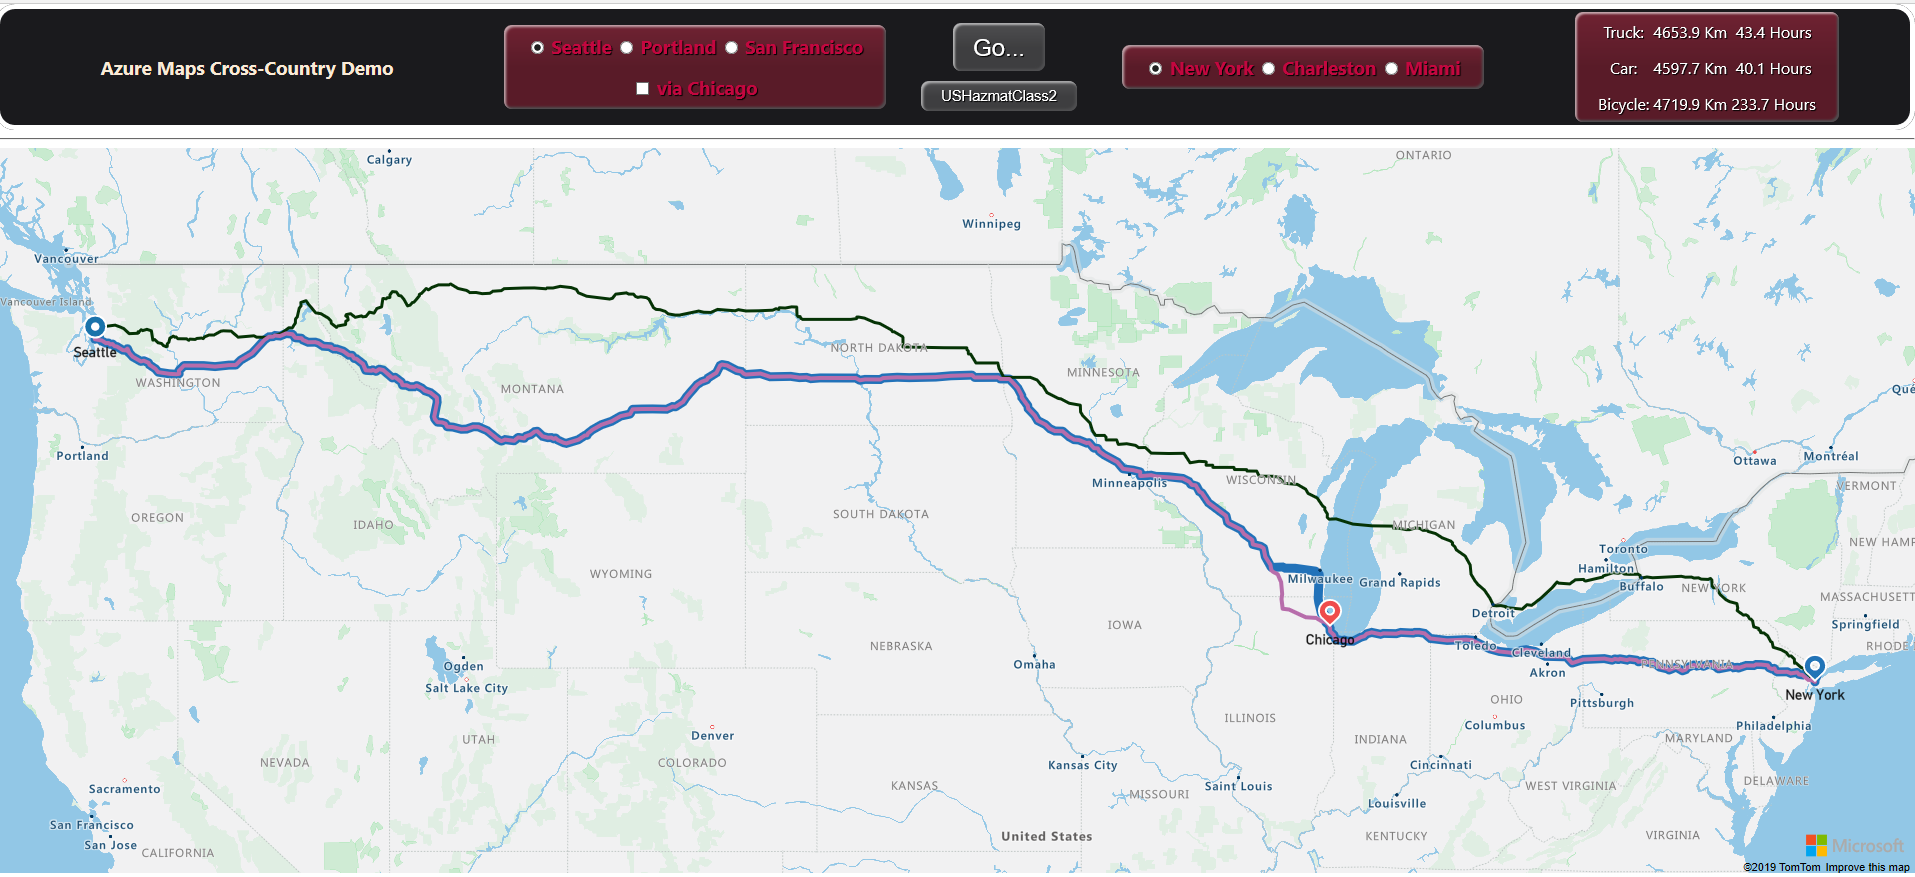 Azure Maps Cross-Country Demo
Seattle Portland San Francisco
via Chicago
Go...
USHazmatClass2
New York Charleston Miami
Truck: 4653.9 Km 43.4 Hours
Car: 4597.7 Km 40.1 Hours
Bicycle: 4719.9 Km 233.7 Hours
Calgary
ONTARIO
Winnipeg
Vancouver
Vancouver Island
Seattle
WASHINGTON
NORTH DAKOTA
MONTANA
MINNESOTA
Qué
Portland
Ottawa
Montréal
Minneapolis
WISCONSIN
VERMONT
OREGON
IDAHO
SOUTH DAKOTA
MICHIGAN
NEW HAMP
Toronto
Hamilton
WYOMING
Milwaukee
Grand Rapids
Buffalo
NEW YORK
MASSACHUSETT
Detroit
Springfield
IOWA
Chicago
NEBRASKA
Toledo
Cleveland
RHODE
Ogden
Omaha
Akron
PENNSYLVANIA
Salt Lake City
New York
OHIO
Pittsburgh
ILLINOIS
Columbus
Philadelphia
Denver
UTAH
INDIANA
MARYLAND
NEVADA
COLORADO
Kansas City
Cincinnati
Sacramento
KANSAS
MISSOURI
Saint Louis
WEST VIRGINIA
DELAWARE
Louisville
San Francisco
United States
KENTUCKY
VIRGINIA
San Jose
CALIFORNIA
Microsoft
©2019 TomTom Improve this map